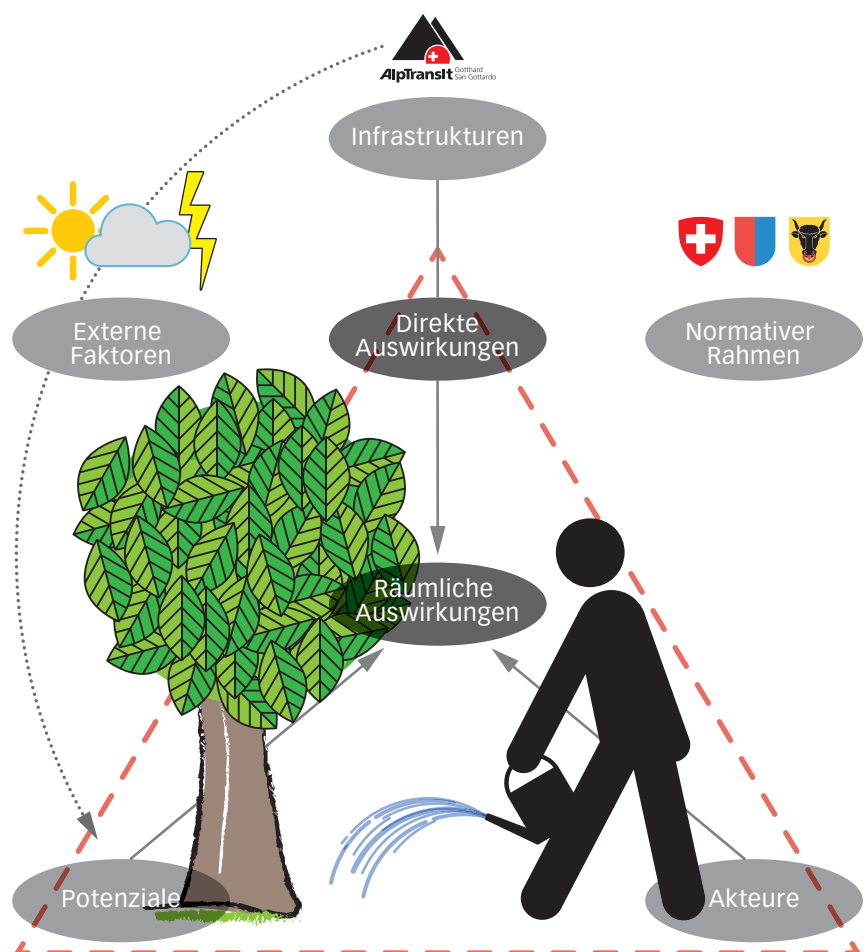 AlpTransit Gotthard
San Gottardo
Infrastrukturen
Externe
Faktoren
Direkte
Auswirkungen
Normativer
Rahmen
Räumliche
Auswirkungen
Potenziale
Akteure